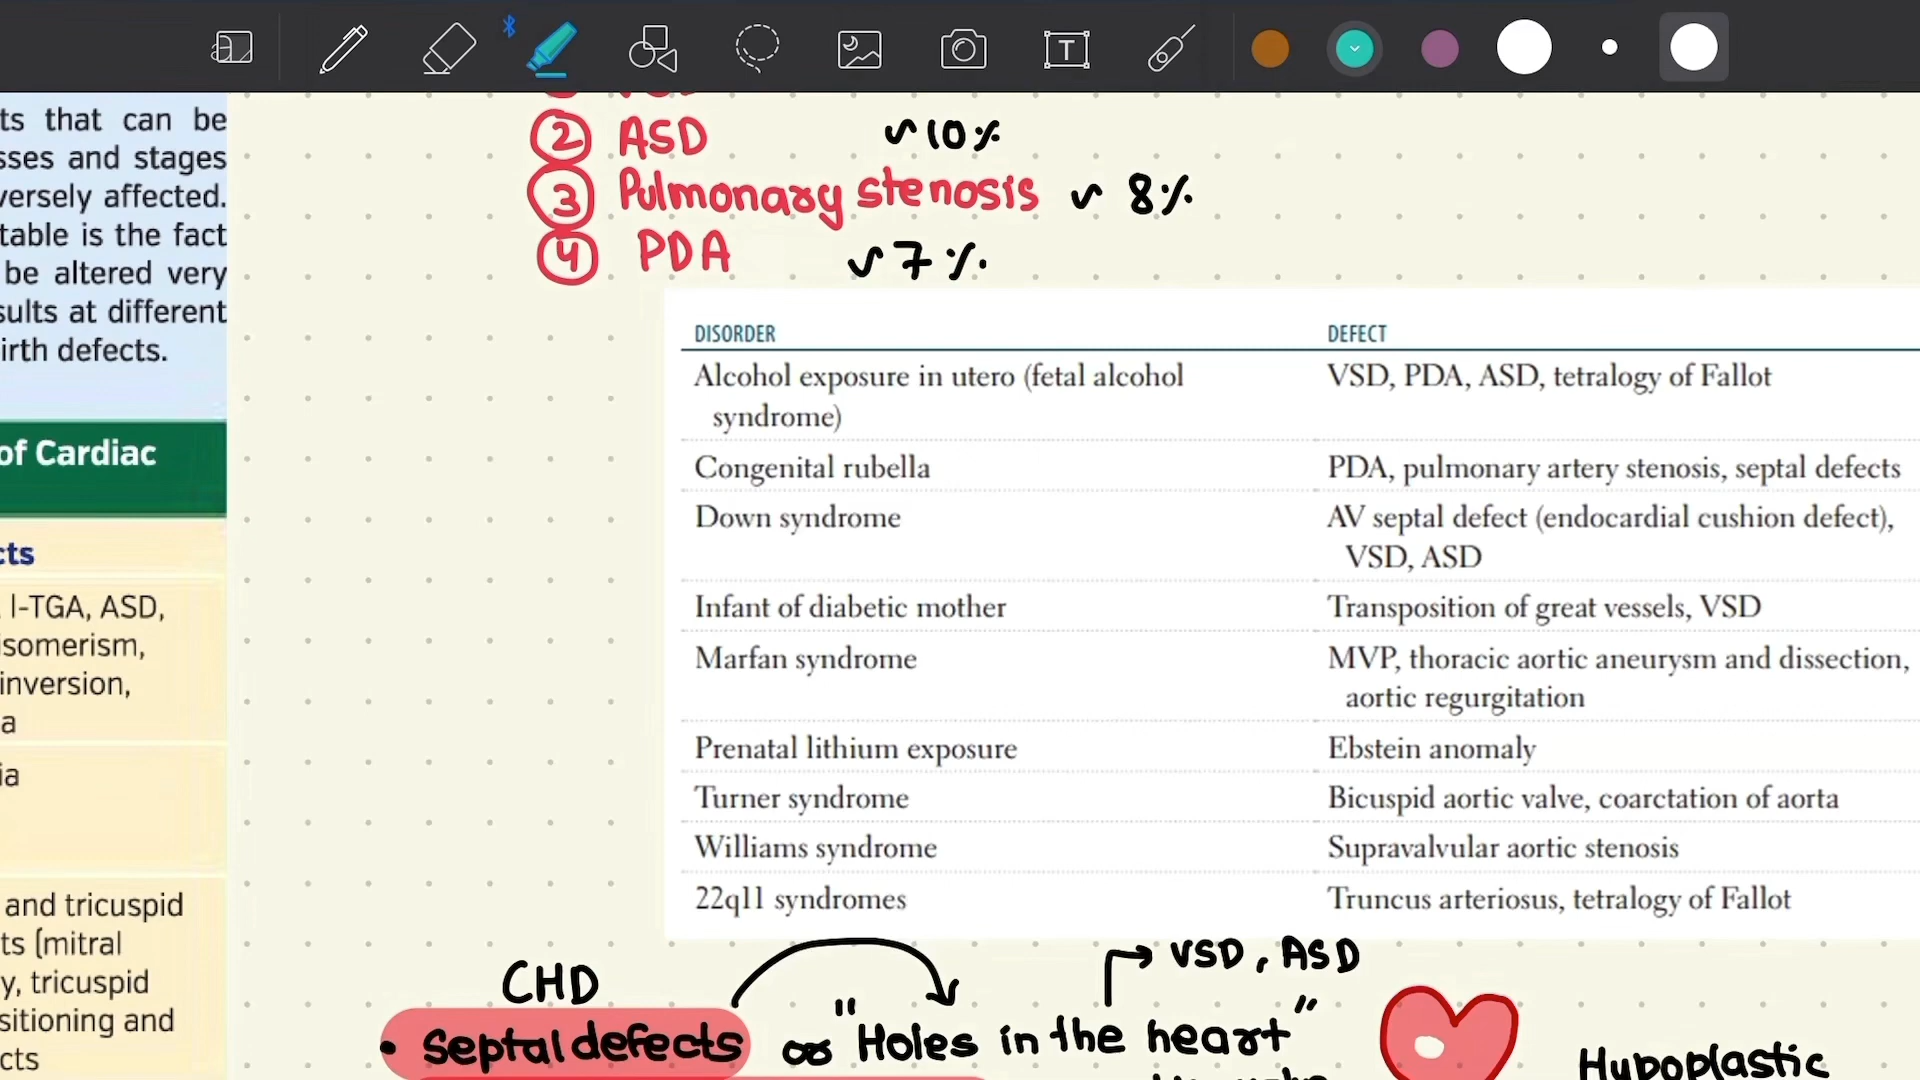 ts that can be
sses and stages
versely affected.
table is the fact
be altered very
sults at different
irth defects.
of Cardiac
cts
l-TGA, ASD,
isomerism,
inversion,
a
ia
and tricuspid
ts (mitral
y, tricuspid
sitioning and
cts
2 ASD ~10%
3 Pulmonary stenosis ~ 8%
4 PDA ~7%
DISORDER DEFECT
Alcohol exposure in utero (fetal alcohol syndrome) VSD, PDA, ASD, tetralogy of Fallot
Congenital rubella PDA, pulmonary artery stenosis, septal defects
Down syndrome AV septal defect (endocardial cushion defect), VSD, ASD
Infant of diabetic mother Transposition of great vessels, VSD
Marfan syndrome MVP, thoracic aortic aneurysm and dissection, aortic regurgitation
Prenatal lithium exposure Ebstein anomaly
Turner syndrome Bicuspid aortic valve, coarctation of aorta
Williams syndrome Supravalvular aortic stenosis
22q11 syndromes Truncus arteriosus, tetralogy of Fallot
VSD, ASD
CHD
• Septal defects or "Holes in the heart"
Hypoplastic